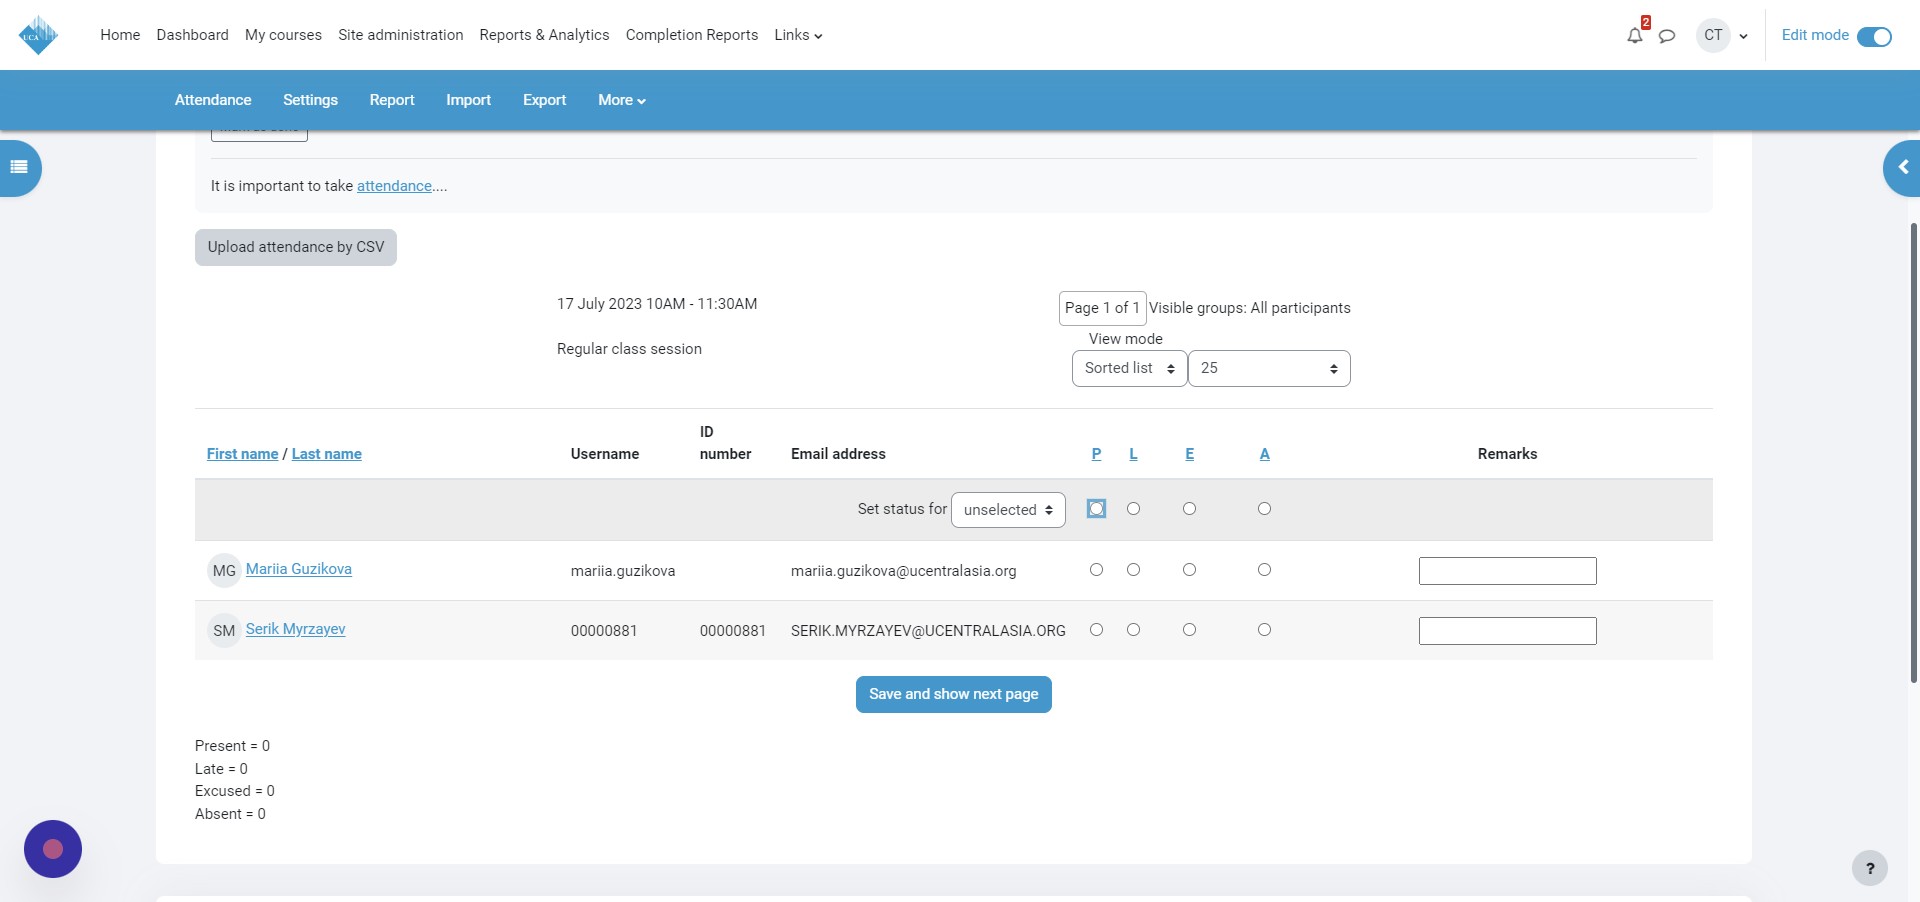 UCA
Home Dashboard My courses Site administration Reports & Analytics Completion Reports Links
2
CT
Edit mode
Attendance Settings Report Import Export More
It is important to take attendance....
Upload attendance by CSV
17 July 2023 10AM - 11:30AM
Page 1 of 1 Visible groups: All participants
View mode
Regular class session
Sorted list 25
First name / Last name Username ID number Email address P L E A Remarks
Set status for unselected
MG Mariia Guzikova mariia.guzikova mariia.guzikova@ucentralasia.org
SM Serik Myrzayev 00000881 00000881 SERIK.MYRZAYEV@UCENTRALASIA.ORG
Save and show next page
Present = 0
Late = 0
Excused = 0
Absent = 0
?